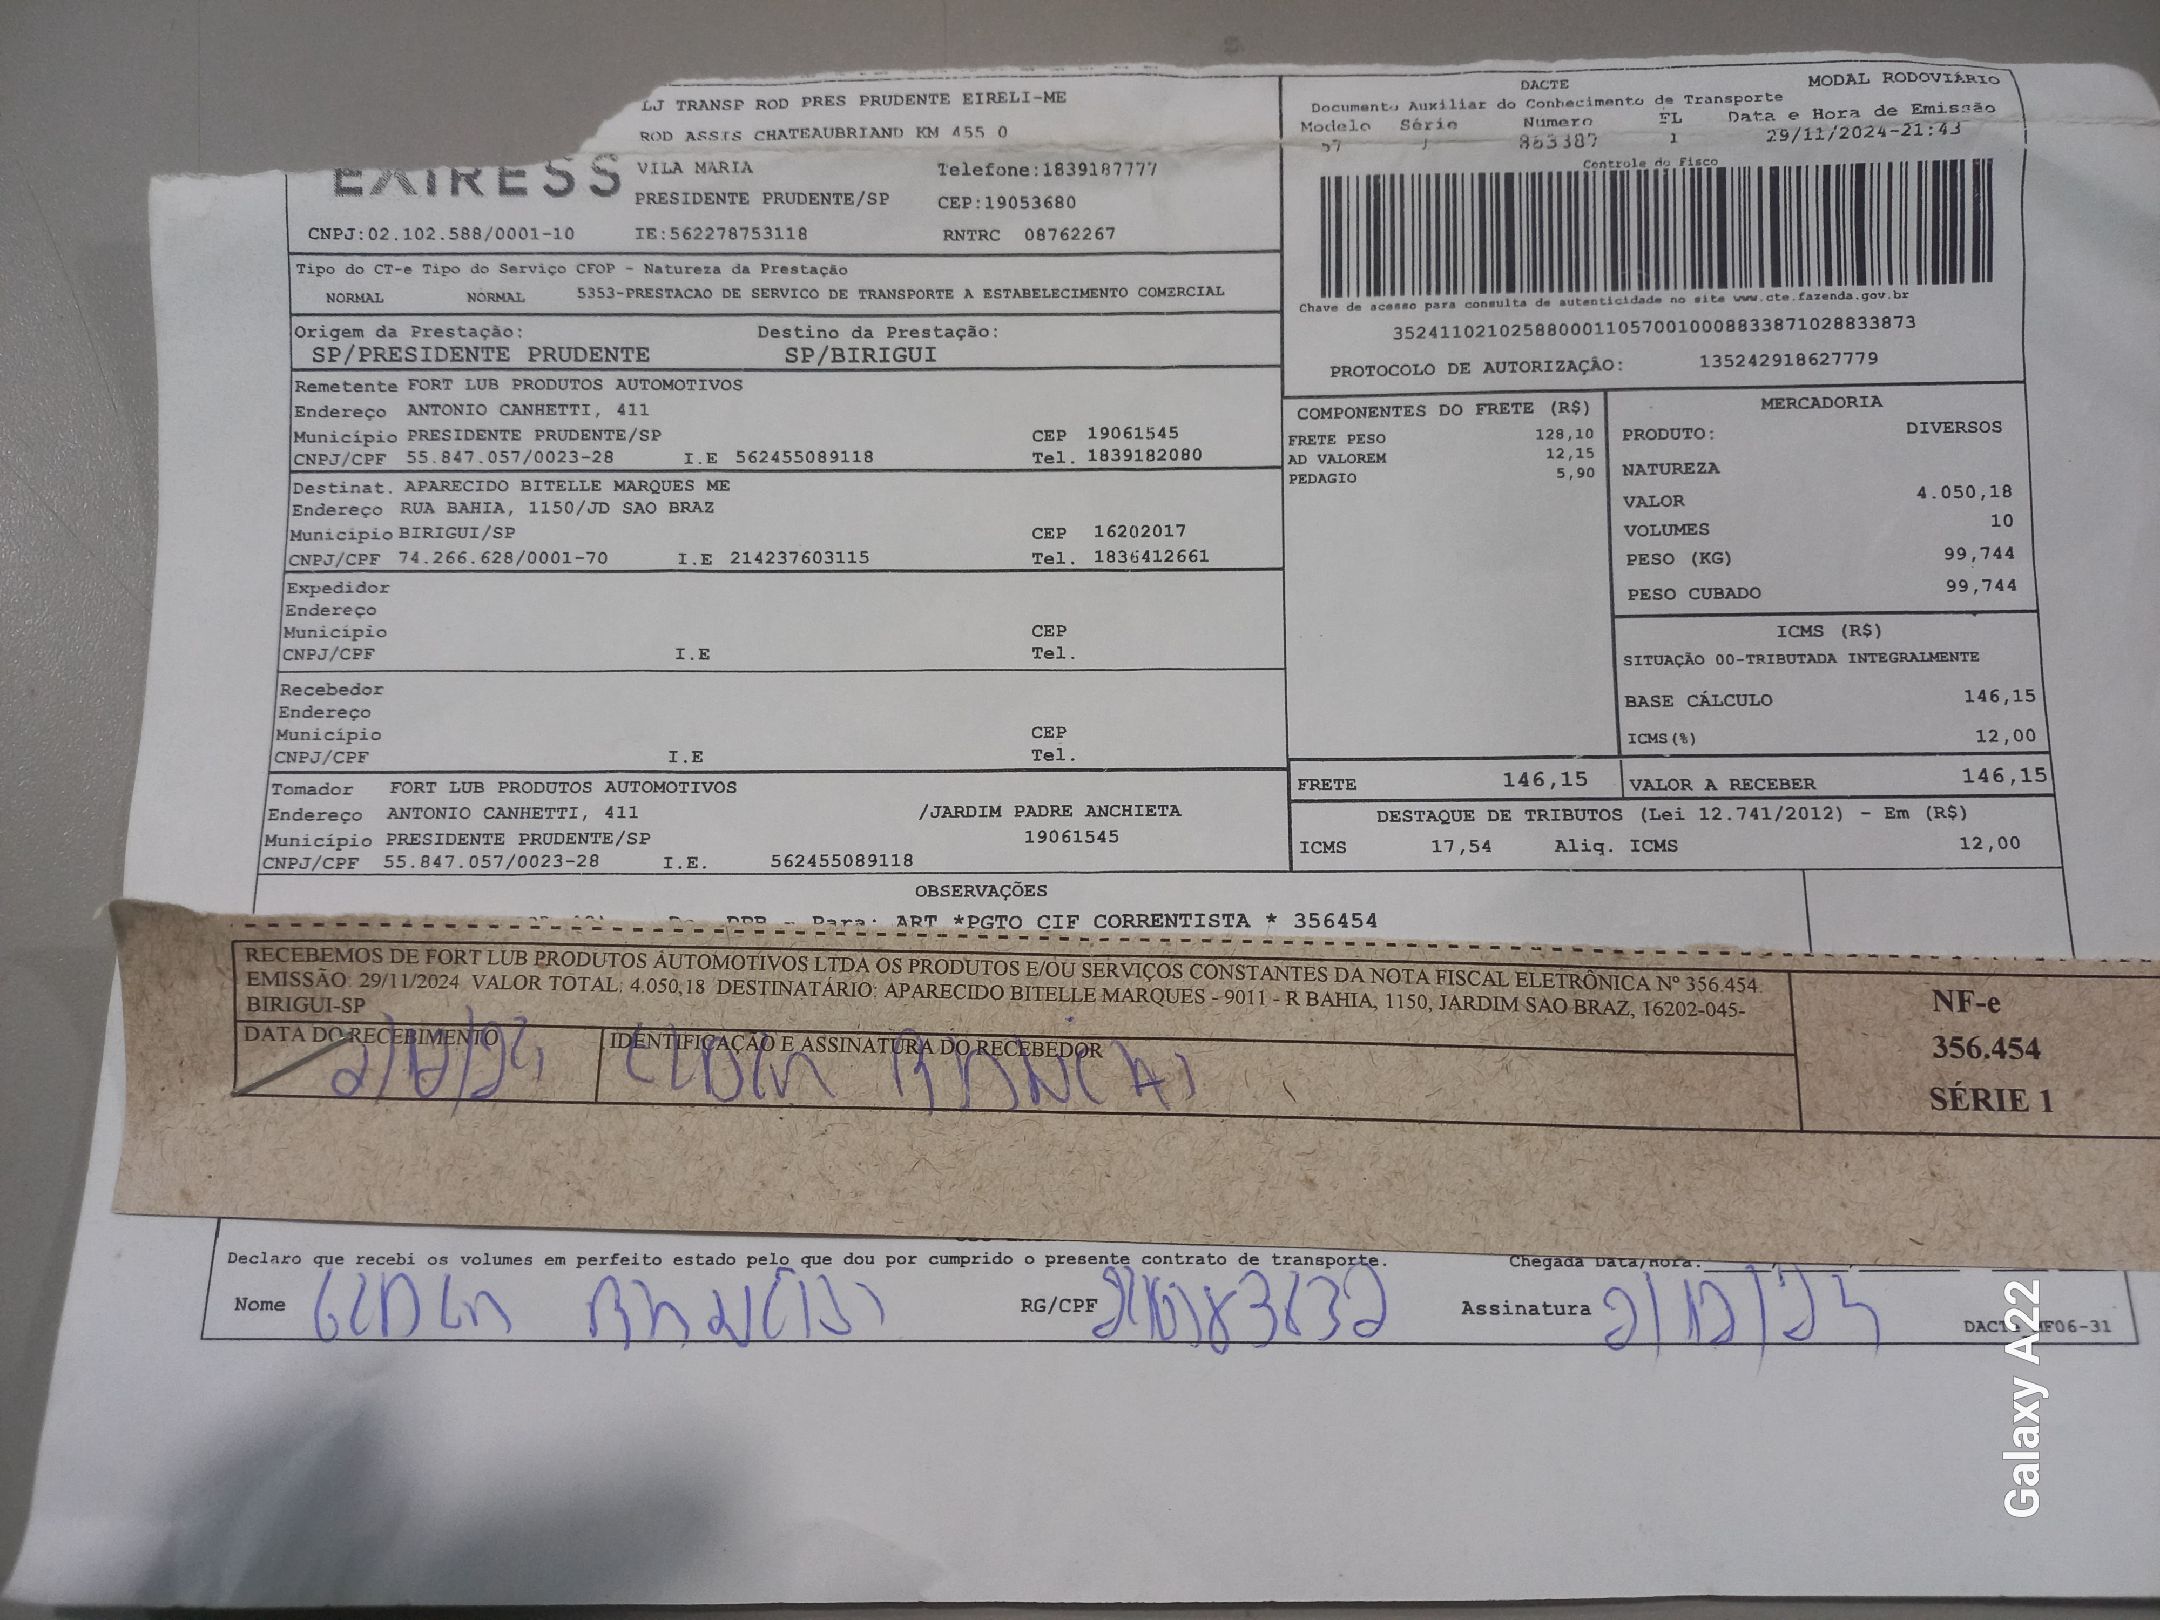 LJ TRANSP ROD PRES PRUDENTE EIRELI-ME
ROD ASSIS CHATEAUBRIAND KM 455 0
VILA MARIA Telefone:1839187777
PRESIDENTE PRUDENTE/SP CEP:19053680
CNPJ:02.102.588/0001-10 IE:562278753118 RNTRC 08762267
DACTE MODAL RODOVIÁRIO
Documento Auxiliar do Conhecimento de Transporte
Modelo Série Número FL Data e Hora de Emissão
57 1 29/11/2024-21:43
Controle do Fisco
Chave de acesso para consulta de autenticidade no site www.cte.fazenda.gov.br
35241102102588000110570010008833871028833873
PROTOCOLO DE AUTORIZAÇÃO: 135242918627779
Tipo do CT-e Tipo do Serviço CFOP - Natureza da Prestação
NORMAL NORMAL 5353-PRESTACAO DE SERVICO DE TRANSPORTE A ESTABELECIMENTO COMERCIAL
Origem da Prestação: Destino da Prestação:
SP/PRESIDENTE PRUDENTE SP/BIRIGUI
Remetente FORT LUB PRODUTOS AUTOMOTIVOS
Endereço ANTONIO CANHETTI, 411
Município PRESIDENTE PRUDENTE/SP CEP 19061545
CNPJ/CPF 55.847.057/0023-28 I.E 562455089118 Tel. 1839182080
Destinat. APARECIDO BITELLE MARQUES ME
Endereço RUA BAHIA, 1150/JD SAO BRAZ
Município BIRIGUI/SP CEP 16202017
CNPJ/CPF 74.266.628/0001-70 I.E 214237603115 Tel. 1836412661
Expedidor
Endereço
Município CEP
CNPJ/CPF I.E Tel.
Recebedor
Endereço
Município CEP
CNPJ/CPF I.E Tel.
Tomador FORT LUB PRODUTOS AUTOMOTIVOS
Endereço ANTONIO CANHETTI, 411 /JARDIM PADRE ANCHIETA
Município PRESIDENTE PRUDENTE/SP 19061545
CNPJ/CPF 55.847.057/0023-28 I.E. 562455089118
COMPONENTES DO FRETE (R$)
FRETE PESO 128,10
AD VALOREM 12,15
PEDAGIO 5,90
MERCADORIA
PRODUTO: DIVERSOS
NATUREZA
VALOR 4.050,18
VOLUMES 10
PESO (KG) 99,744
PESO CUBADO 99,744
ICMS (R$)
SITUAÇÃO 00-TRIBUTADA INTEGRALMENTE
BASE CÁLCULO 146,15
ICMS(%) 12,00
FRETE 146,15 VALOR A RECEBER 146,15
DESTAQUE DE TRIBUTOS (Lei 12.741/2012) - Em (R$)
ICMS 17,54 Aliq. ICMS 12,00
OBSERVAÇÕES
Para: ART *PGTO CIF CORRENTISTA * 356454
RECEBEMOS DE FORT LUB PRODUTOS AUTOMOTIVOS LTDA OS PRODUTOS E/OU SERVIÇOS CONSTANTES DA NOTA FISCAL ELETRÔNICA Nº 356.454.
EMISSÃO: 29/11/2024 VALOR TOTAL: 4.050,18 DESTINATÁRIO: APARECIDO BITELLE MARQUES - 9011 - R BAHIA, 1150, JARDIM SAO BRAZ, 16202-045-
BIRIGUI-SP
DATA DO RECEBIMENTO IDENTIFICAÇÃO E ASSINATURA DO RECEBEDOR
2/12/24
NF-e
356.454
SÉRIE 1
Declaro que recebi os volumes em perfeito estado pelo que dou por cumprido o presente contrato de transporte. Chegada Data/hora:
Nome RG/CPF Assinatura 2/12/24
Galaxy A22